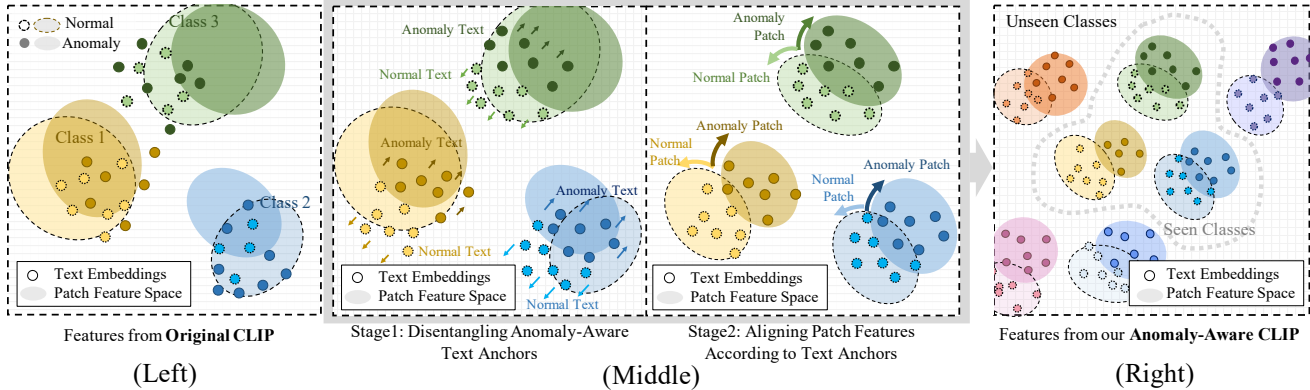 Normal
Anomaly
Class 3
Class 1
Class 2
Text Embeddings
Patch Feature Space
Features from Original CLIP
(Left)
Anomaly Text
Normal Text
Anomaly Text
Normal Text
Anomaly Text
Normal Text
Text Embeddings
Patch Feature Space
Stage1: Disentangling Anomaly-Aware
Text Anchors
Anomaly
Patch
Normal Patch
Anomaly Patch
Normal
Patch
Anomaly Patch
Normal
Patch
Text Embeddings
Patch Feature Space
Stage2: Aligning Patch Features
According to Text Anchors
(Middle)
Unseen Classes
Seen Classes
Text Embeddings
Patch Feature Space
Features from our Anomaly-Aware CLIP
(Right)